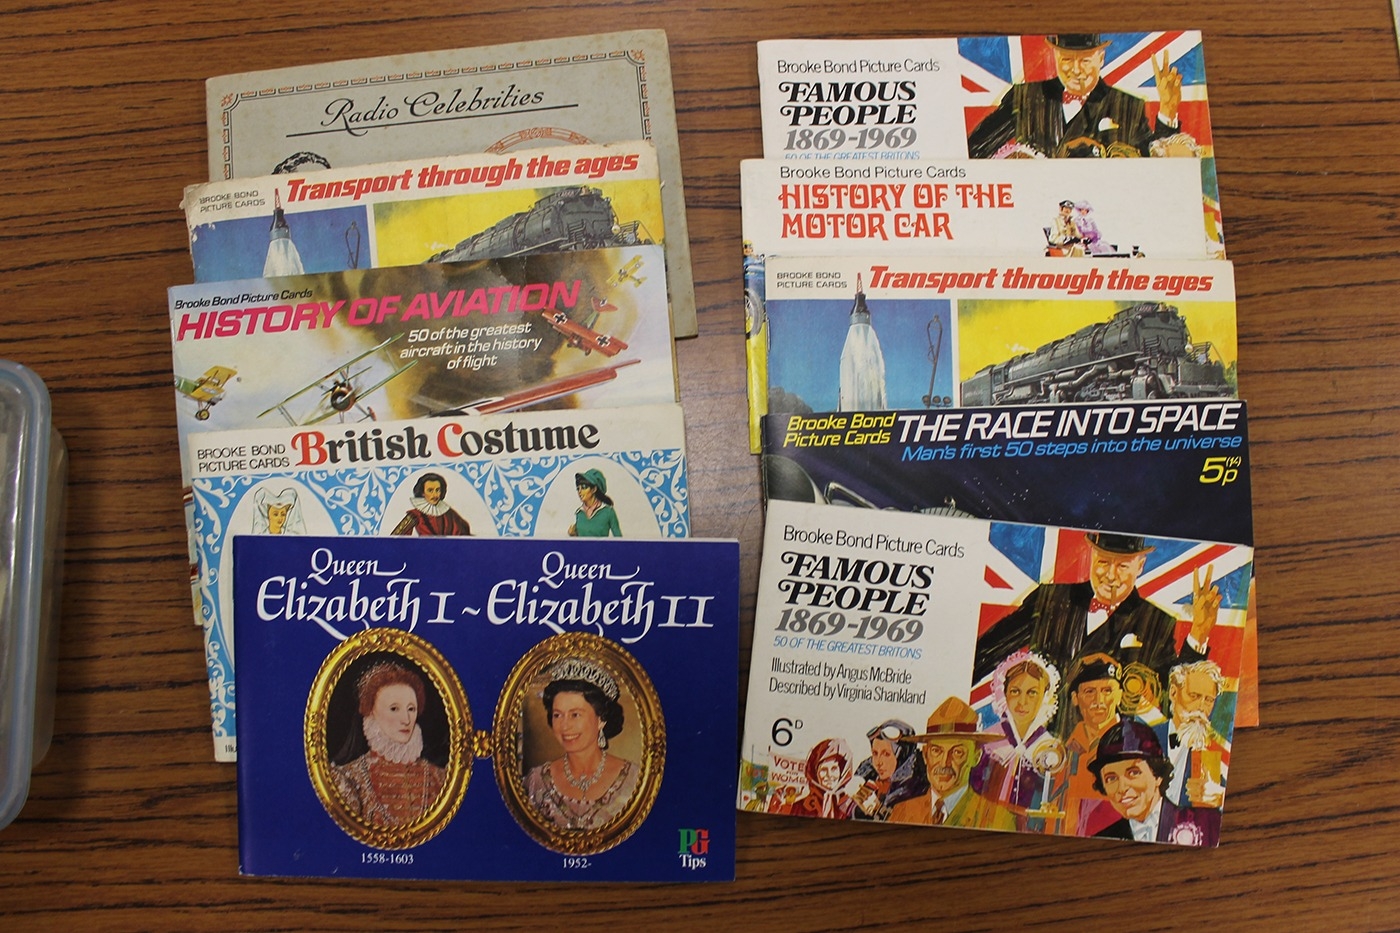 Radio Celebrities
BROOKE BOND
PICTURE CARDS
Transport through the ages
Brooke Bond Picture Cards
HISTORY OF AVIATION
50 of the greatest
aircraft in the history
of flight
BROOKE BOND
PICTURE CARDS
British Costume
Queen
Elizabeth I ~
Queen
Elizabeth II
1558-1603
1952-
PG
Tips
Brooke Bond Picture Cards
FAMOUS
PEOPLE
1869-1969
50 OF THE GREATEST BRITONS
Brooke Bond Picture Cards
HISTORY OF THE
MOTOR CAR
BROOKE BOND
PICTURE CARDS
Transport through the ages
Brooke Bond
Picture Cards
THE RACE INTO SPACE
Man's first 50 steps into the universe
5p (1/-)
Brooke Bond Picture Cards
FAMOUS
PEOPLE
1869-1969
50 OF THE GREATEST BRITONS
Illustrated by Angus McBride
Described by Virginia Shankland
6D
VOTE
FOR
WOME